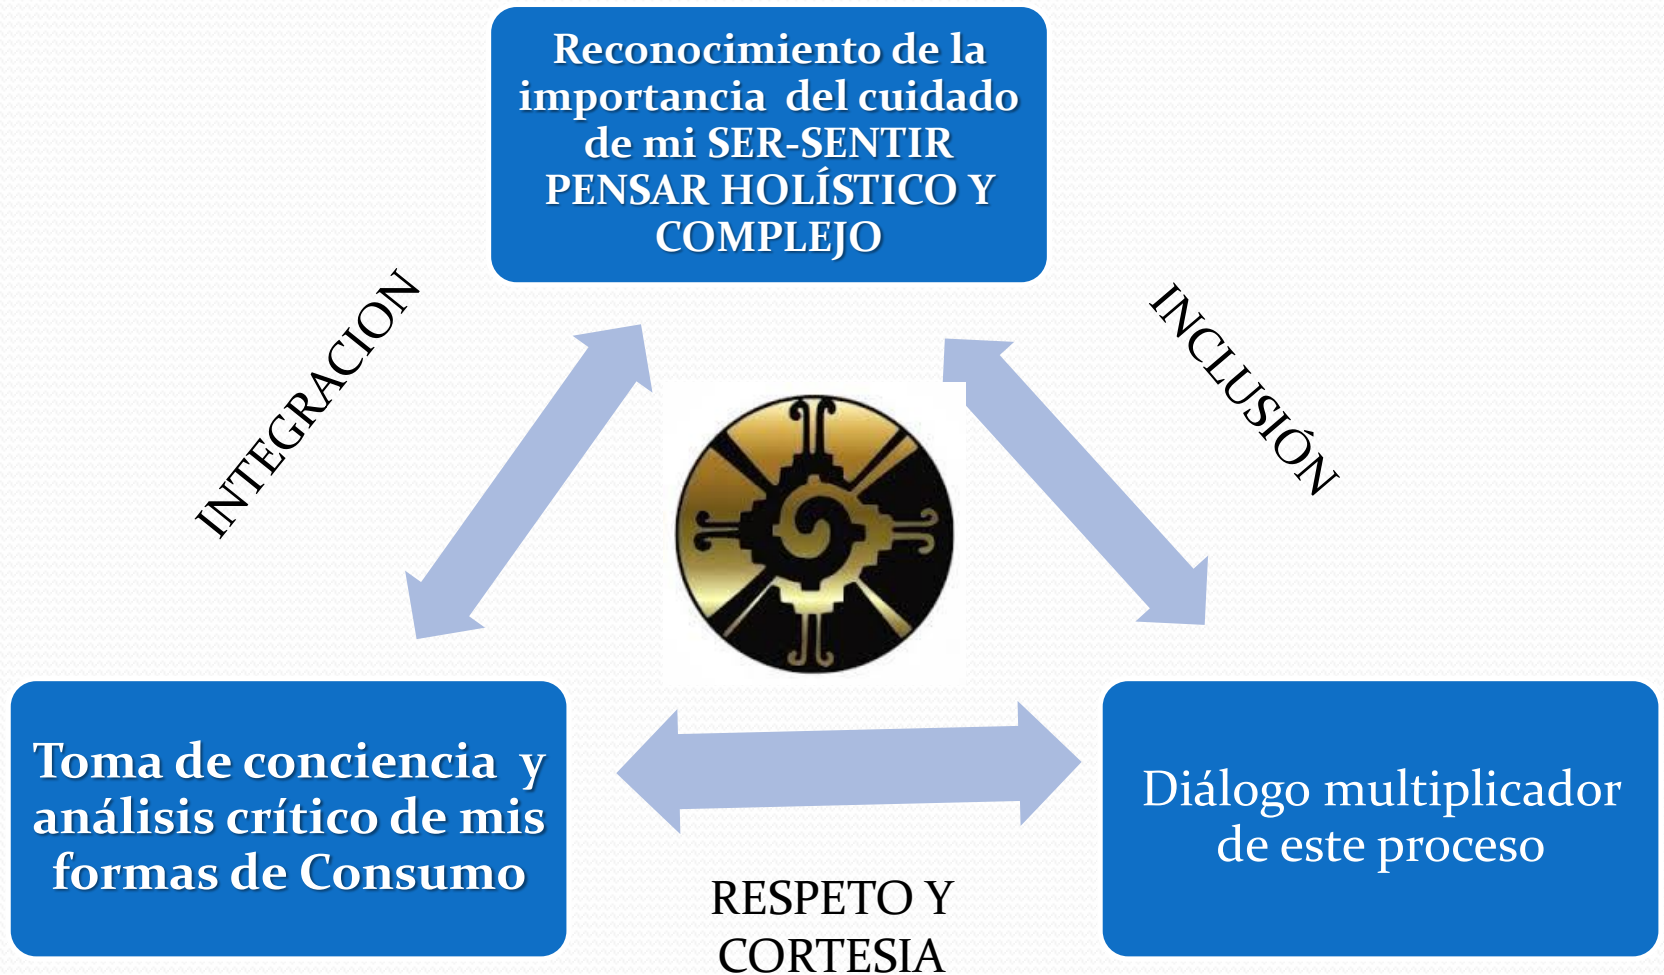 Reconocimiento de la
importancia del cuidado
de mi SER-SENTIR
PENSAR HOLÍSTICO Y
COMPLEJO
INTEGRACION
INCLUSIÓN
Toma de conciencia y
análisis crítico de mis
formas de Consumo
Diálogo multiplicador
de este proceso
RESPETO Y
CORTESIA